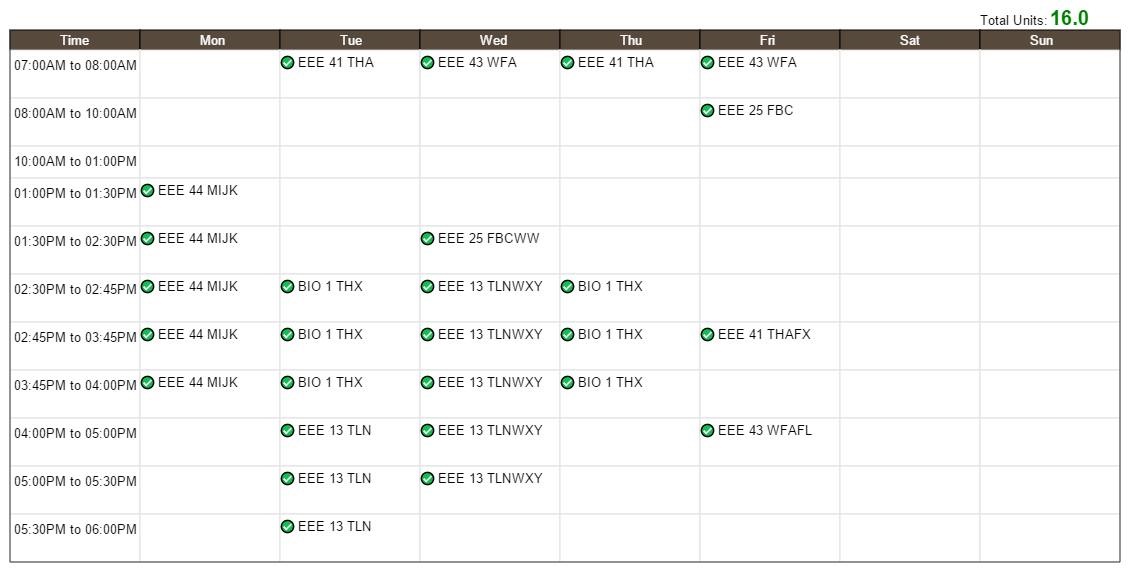 Total Units: 16.0
Time Mon Tue Wed Thu Fri Sat Sun
07:00AM to 08:00AM EEE 41 THA EEE 43 WFA EEE 41 THA EEE 43 WFA
08:00AM to 10:00AM EEE 25 FBC
10:00AM to 01:00PM
01:00PM to 01:30PM EEE 44 MIJK
01:30PM to 02:30PM EEE 44 MIJK EEE 25 FBCWW
02:30PM to 02:45PM EEE 44 MIJK BIO 1 THX EEE 13 TLNWXY BIO 1 THX
02:45PM to 03:45PM EEE 44 MIJK BIO 1 THX EEE 13 TLNWXY BIO 1 THX EEE 41 THAFX
03:45PM to 04:00PM EEE 44 MIJK BIO 1 THX EEE 13 TLNWXY BIO 1 THX
04:00PM to 05:00PM EEE 13 TLN EEE 13 TLNWXY EEE 43 WFAFL
05:00PM to 05:30PM EEE 13 TLN EEE 13 TLNWXY
05:30PM to 06:00PM EEE 13 TLN